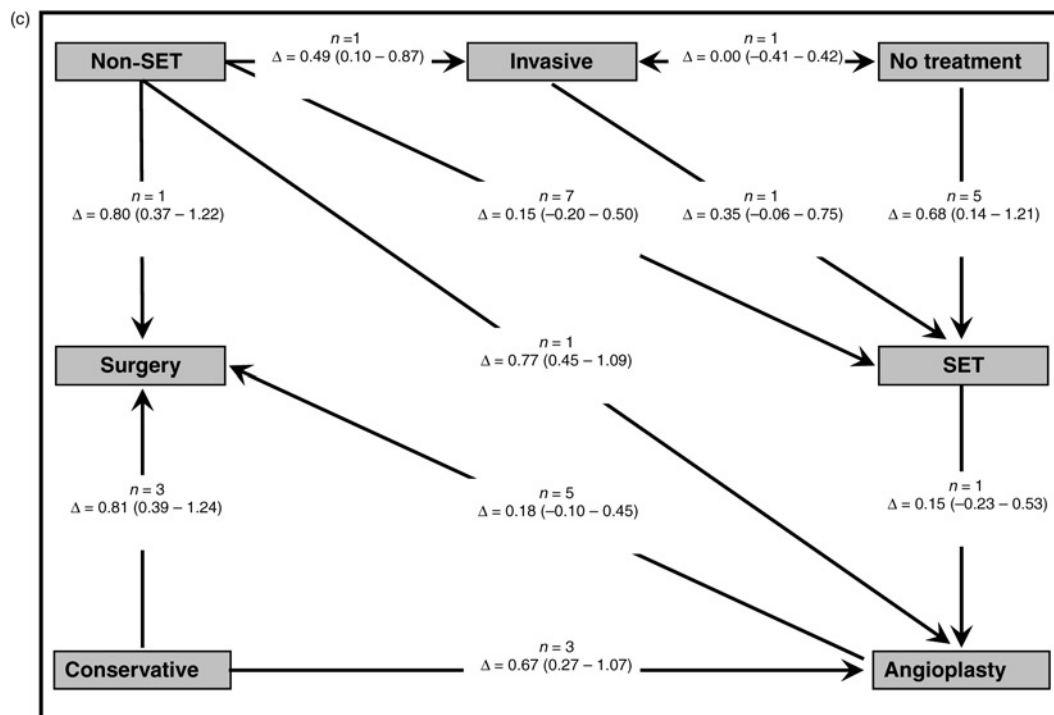 (c)
Non-SET
n=1
Δ = 0.49 (0.10 – 0.87)
Invasive
n = 1
Δ = 0.00 (–0.41 – 0.42)
No treatment
n = 1
Δ = 0.80 (0.37 – 1.22)
n = 7
Δ = 0.15 (–0.20 – 0.50)
n = 1
Δ = 0.35 (–0.06 – 0.75)
n = 5
Δ = 0.68 (0.14 – 1.21)
Surgery
n = 1
Δ = 0.77 (0.45 – 1.09)
SET
n = 3
Δ = 0.81 (0.39 – 1.24)
n = 5
Δ = 0.18 (–0.10 – 0.45)
n = 1
Δ = 0.15 (–0.23 – 0.53)
Conservative
n = 3
Δ = 0.67 (0.27 – 1.07)
Angioplasty